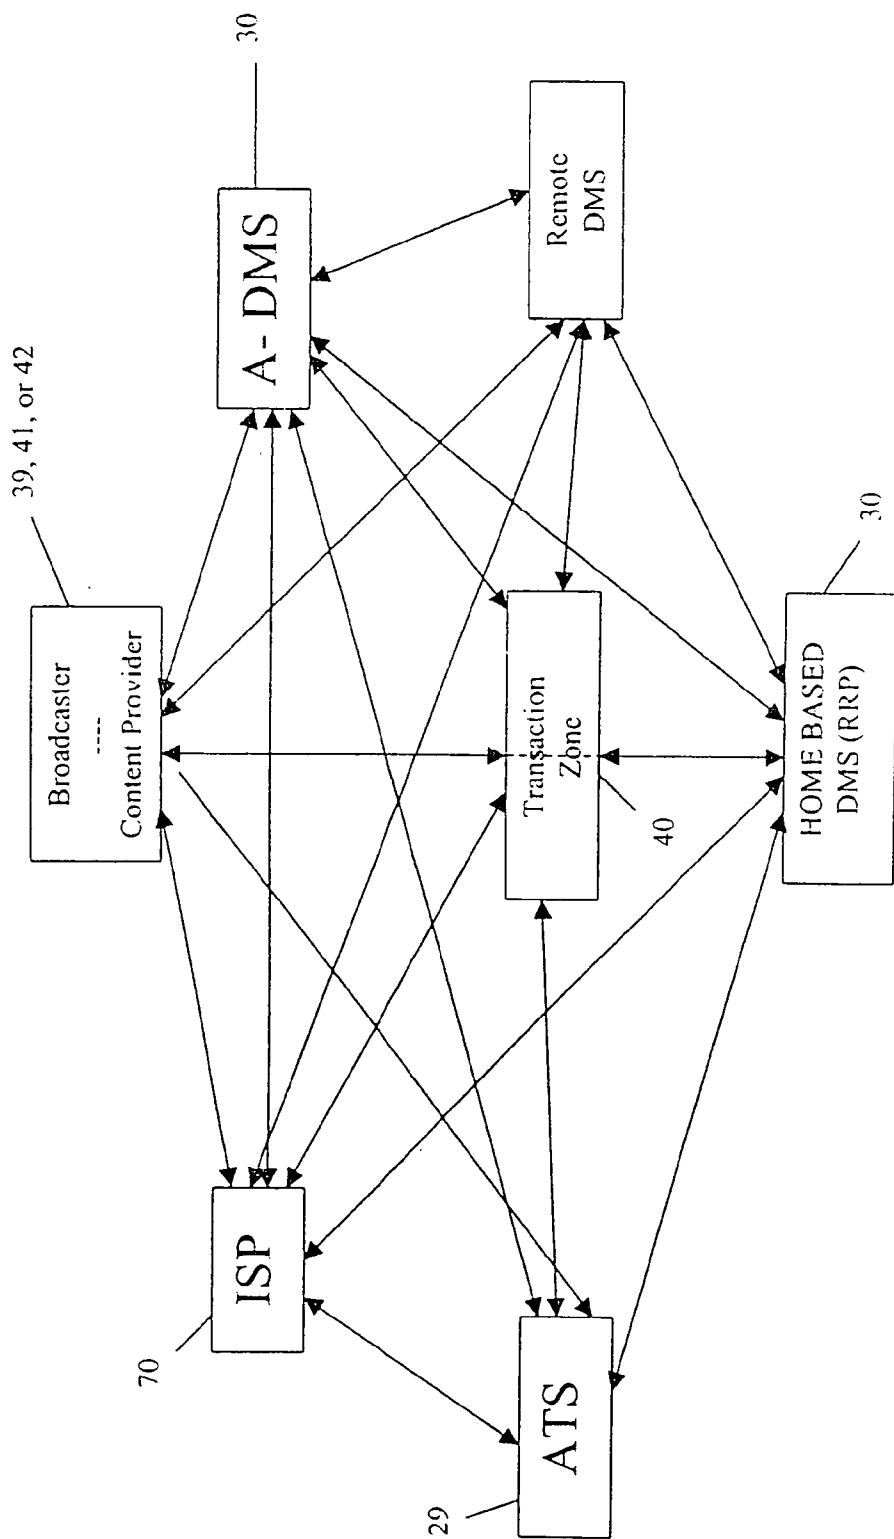 39, 41, or 42
Broadcaster
----
Content Provider
30
A- DMS
Remote
DMS
70
ISP
Transaction
Zone
40
29
ATS
30
HOME BASED
DMS (RRP)